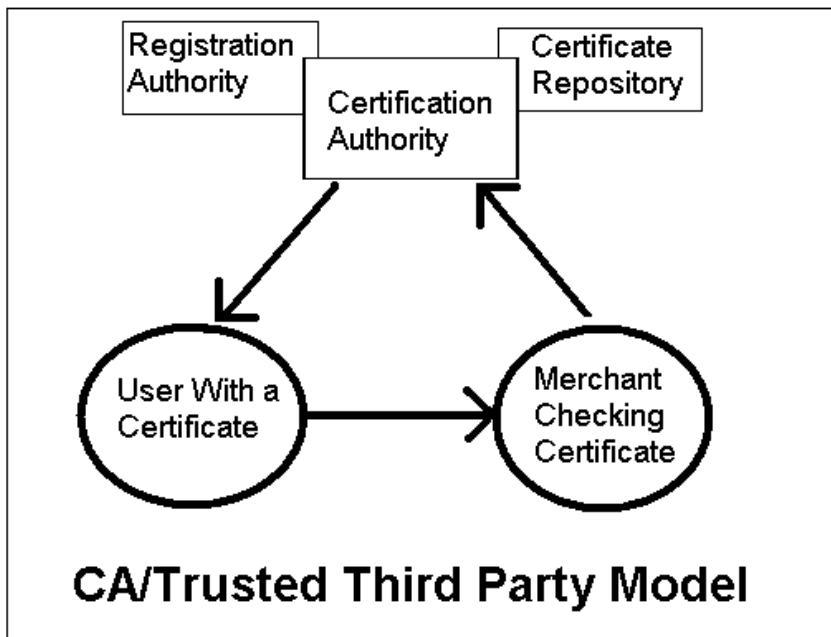 Registration
Authority
Certification
Authority
Certificate
Repository
User With a
Certificate
Merchant
Checking
Certificate
CA/Trusted Third Party Model